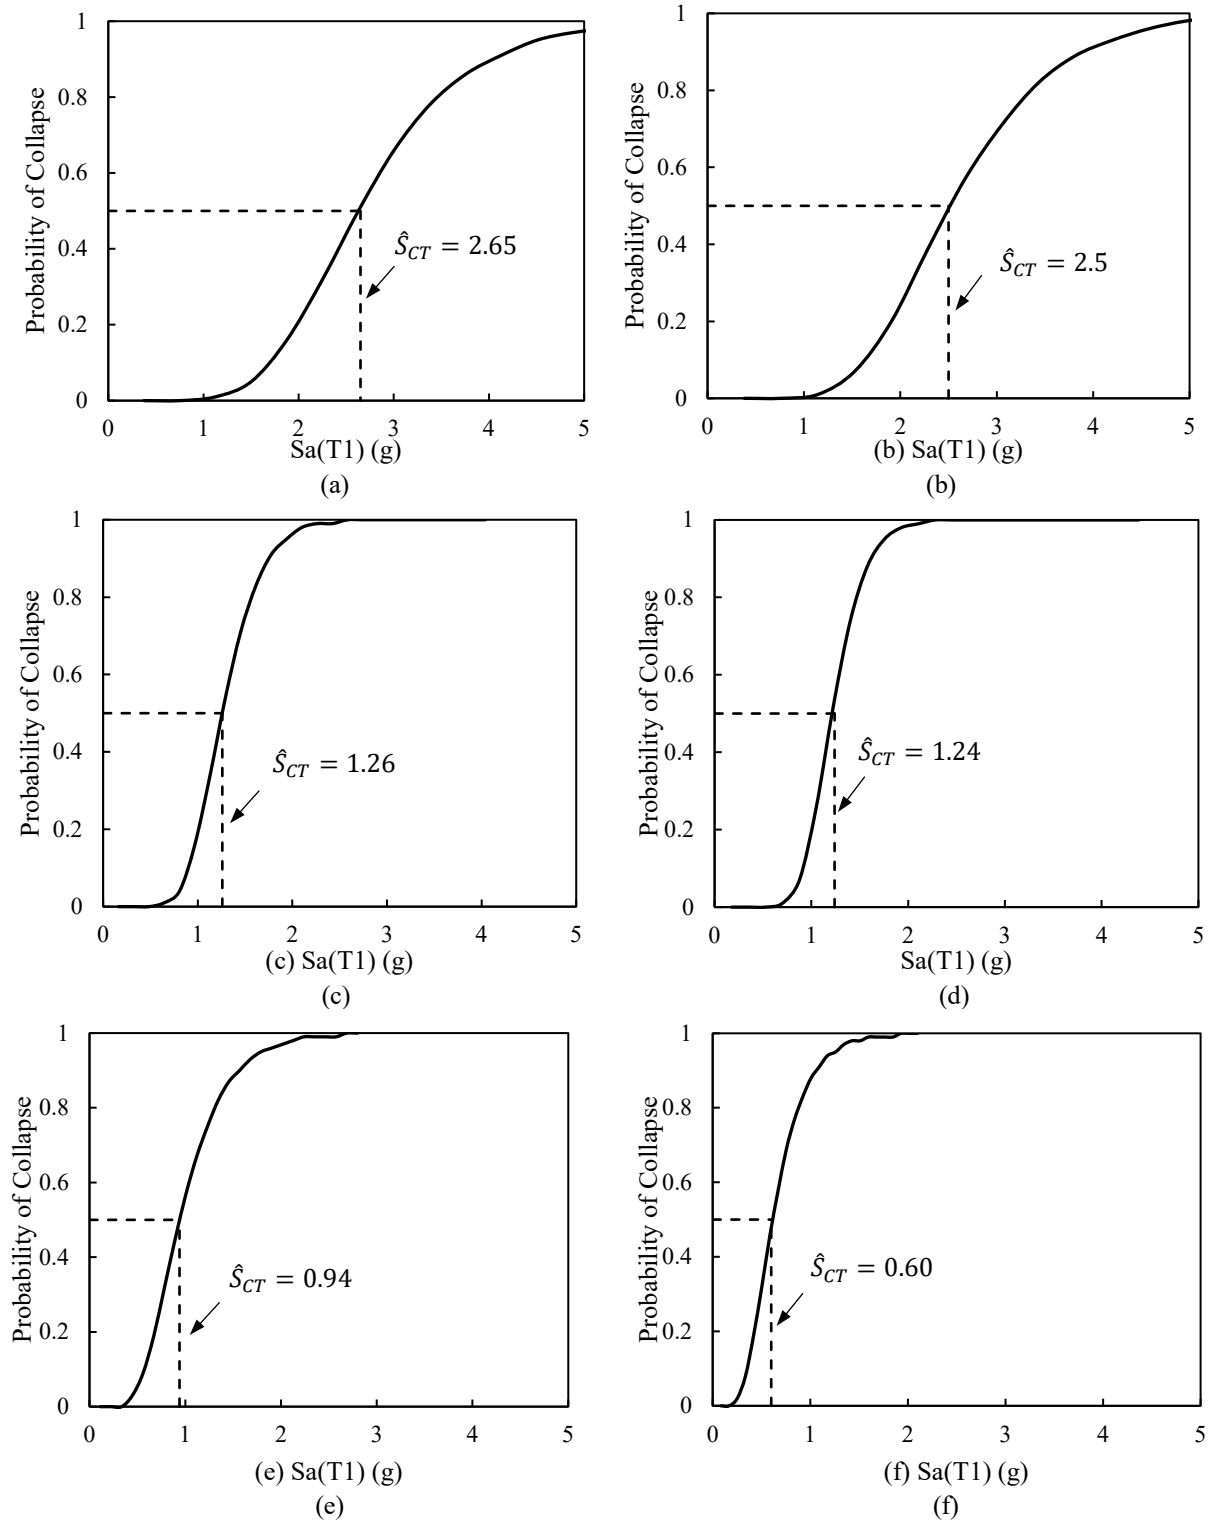 Probability of Collapse
1
0.8
0.6
0.4
0.2
0
Ŝ_CT = 2.65
0 1 2 3 4 5
Sa(T1) (g)
(a)
Probability of Collapse
1
0.8
0.6
0.4
0.2
0
Ŝ_CT = 2.5
0 1 2 3 4 5
(b) Sa(T1) (g)
(b)
Probability of Collapse
1
0.8
0.6
0.4
0.2
0
Ŝ_CT = 1.26
0 1 2 3 4 5
(c) Sa(T1) (g)
(c)
Probability of Collapse
1
0.8
0.6
0.4
0.2
0
Ŝ_CT = 1.24
0 1 2 3 4 5
Sa(T1) (g)
(d)
Probability of Collapse
1
0.8
0.6
0.4
0.2
0
Ŝ_CT = 0.94
0 1 2 3 4 5
(e) Sa(T1) (g)
(e)
Probability of Collapse
1
0.8
0.6
0.4
0.2
0
Ŝ_CT = 0.60
0 1 2 3 4 5
(f) Sa(T1) (g)
(f)